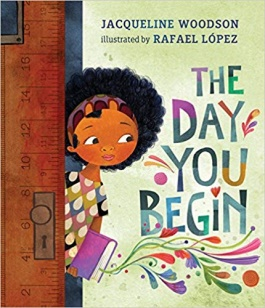 JACQUELINE WOODSON
illustrated by RAFAEL LÓPEZ
THE
DAY
YOU
BEGIN